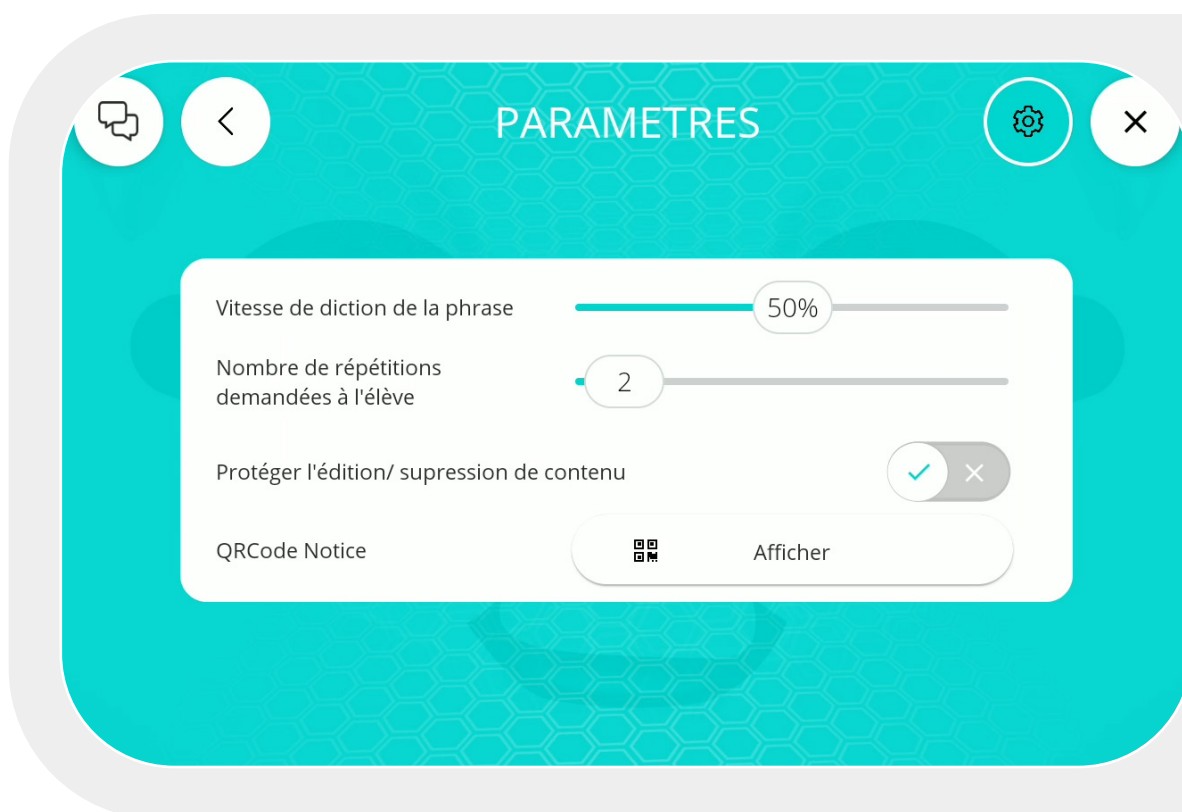 PARAMETRES
Vitesse de diction de la phrase
50%
Nombre de répétitions
demandées à l'élève
2
Protéger l'édition/ supression de contenu
QRCode Notice
Afficher